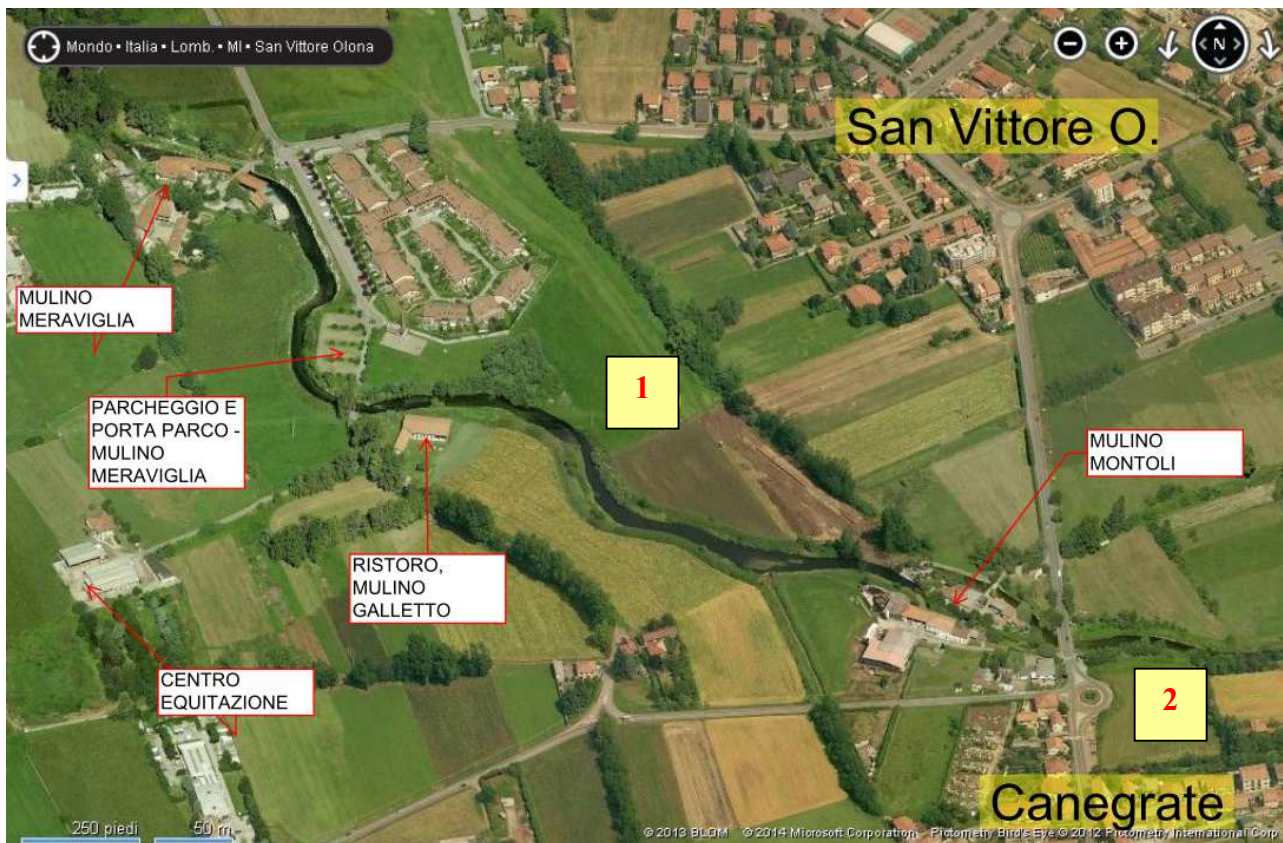 Mondo • Italia • Lomb. • MI • San Vittore Olona
N
San Vittore O.
MULINO
MERAVIGLIA
1
PARCHEGGIO E
PORTA PARCO -
MULINO
MERAVIGLIA
MULINO
MONTOLI
RISTORO,
MULINO
GALLETTO
CENTRO
EQUITAZIONE
2
Canegrate
250 piedi
50 m
© 2013 BLOM © 2014 Microsoft Corporation Pictometry Bird's Eye © 2012 Pictometry International Corp